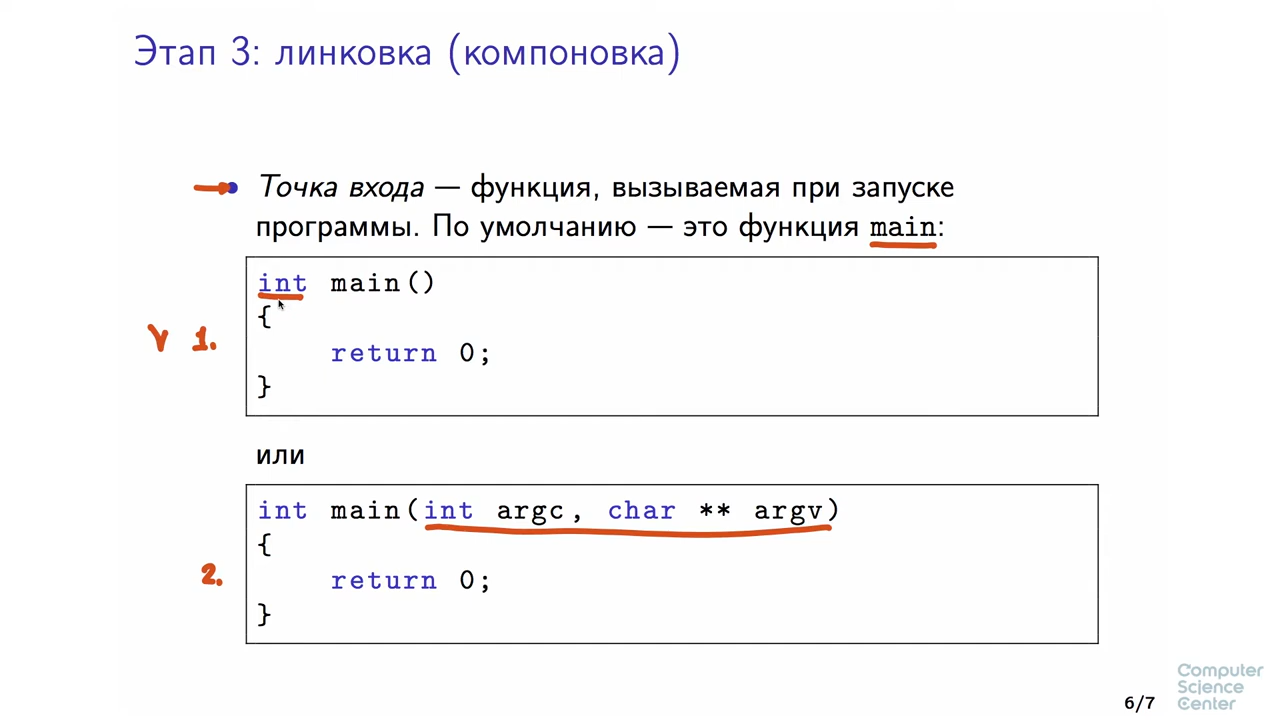 Этап 3: линковка (компоновка)
Точка входа — функция, вызываемая при запуске
программы. По умолчанию — это функция main:
int main()
{
return 0;
}
V 1.
или
int main(int argc, char ** argv)
{
return 0;
}
2.
6/7
Computer
Science
Center